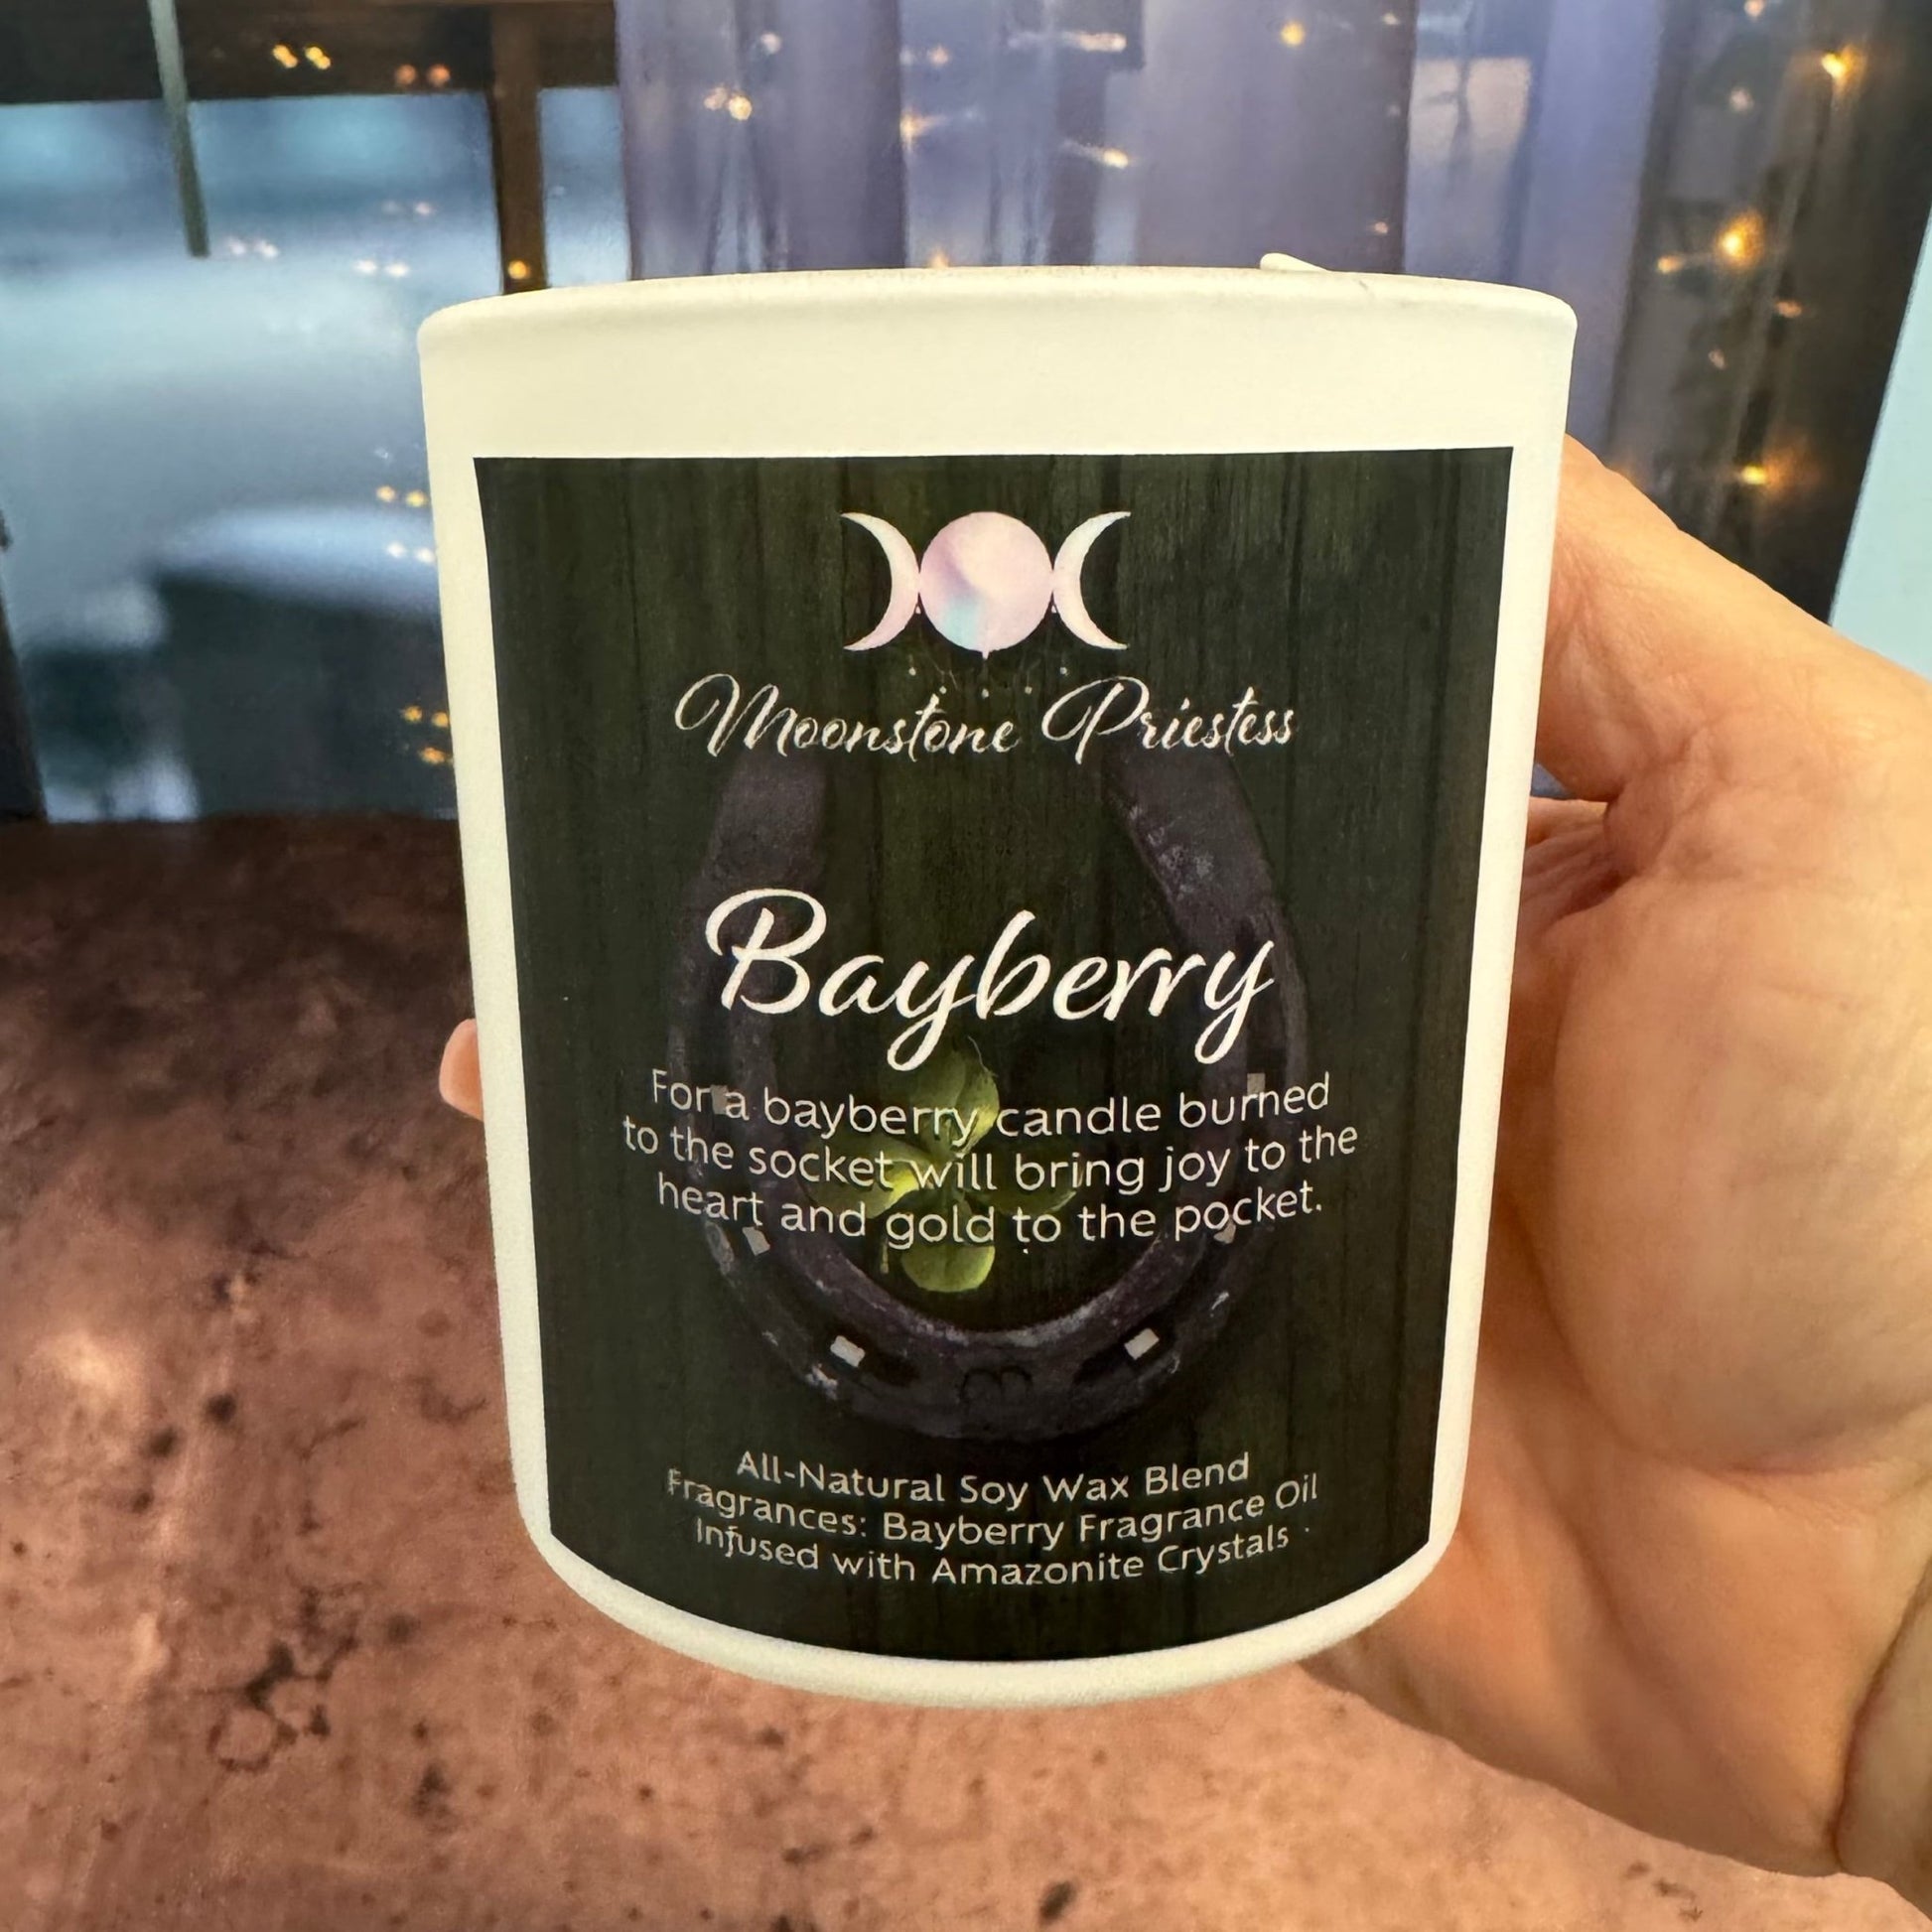 Moonstone Priestess
Bayberry
For a bayberry candle burned
to the socket will bring joy to the
heart and gold to the pocket.
All-Natural Soy Wax Blend
Fragrances: Bayberry Fragrance Oil
Infused with Amazonite Crystals